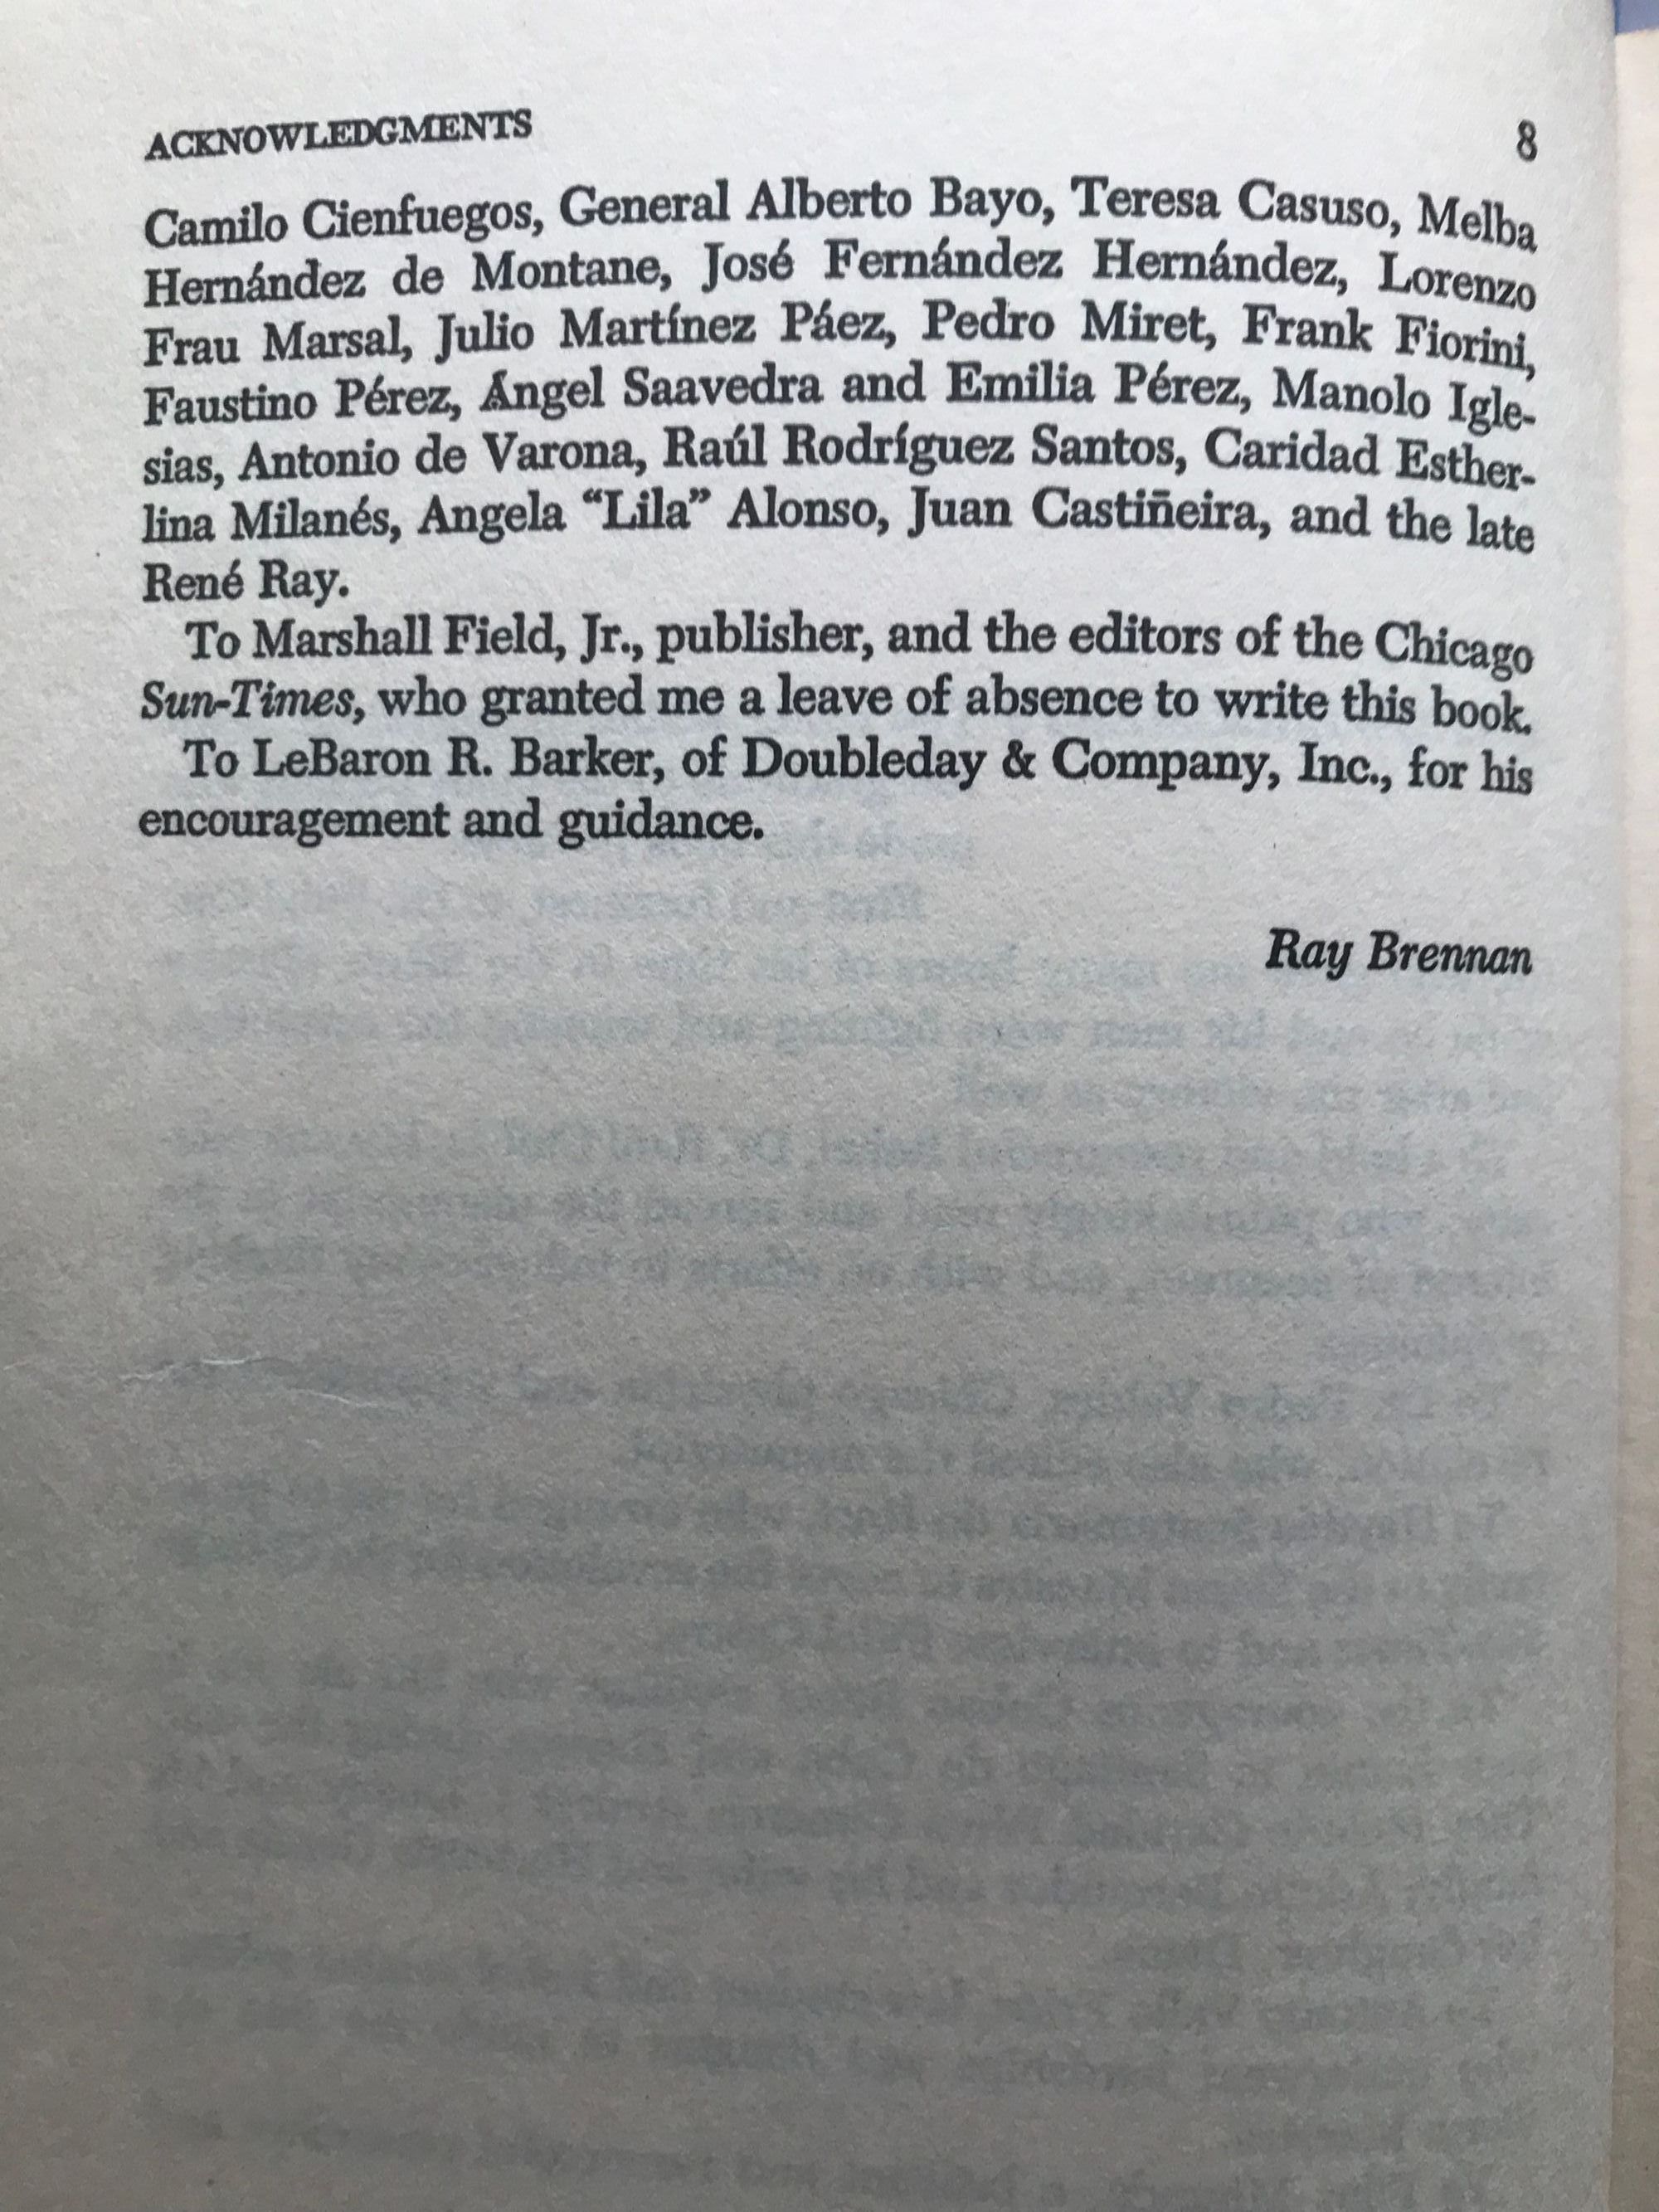 ACKNOWLEDGMENTS 8
Camilo Cienfuegos, General Alberto Bayo, Teresa Casuso, Melba
Hernández de Montane, José Fernández Hernández, Lorenzo
Frau Marsal, Julio Martínez Páez, Pedro Miret, Frank Fiorini,
Faustino Pérez, Ángel Saavedra and Emilia Pérez, Manolo Igle-
sias, Antonio de Varona, Raúl Rodríguez Santos, Caridad Esther-
lina Milanés, Angela “Lila” Alonso, Juan Castiñeira, and the late
René Ray.
To Marshall Field, Jr., publisher, and the editors of the Chicago
Sun-Times, who granted me a leave of absence to write this book.
To LeBaron R. Barker, of Doubleday & Company, Inc., for his
encouragement and guidance.
Ray Brennan